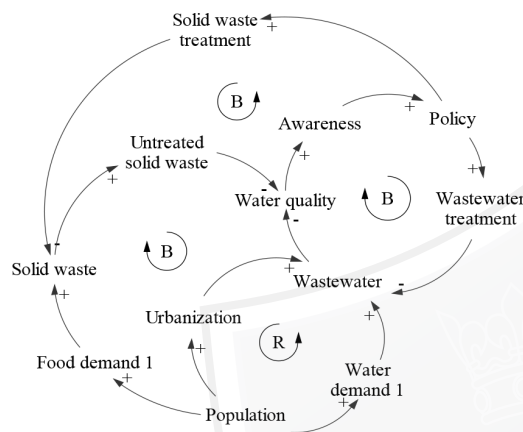 Solid waste
treatment
+
B
Awareness
+
Policy
Untreated
solid waste
+
+
+
-
Water quality
B
Wastewater
treatment
-
-
B
Solid waste
+
+
Wastewater
-
Urbanization
+
R
+
Food demand 1
+
Water
demand 1
+
Population